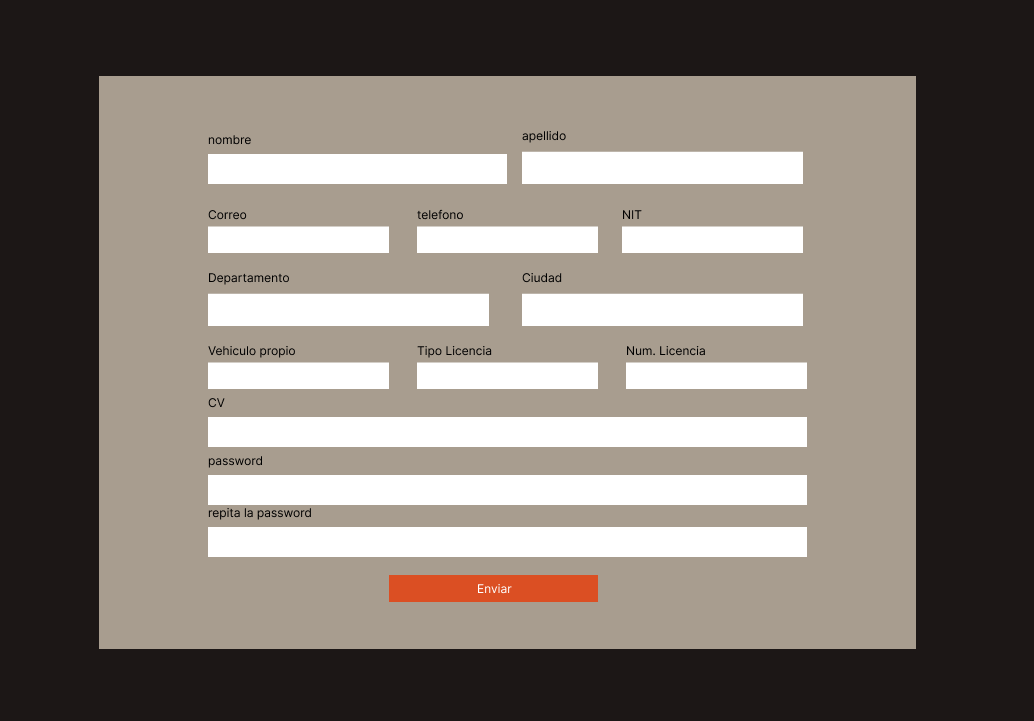 nombre
apellido
Correo
telefono
NIT
Departamento
Ciudad
Vehiculo propio
Tipo Licencia
Num. Licencia
CV
password
repita la password
Enviar